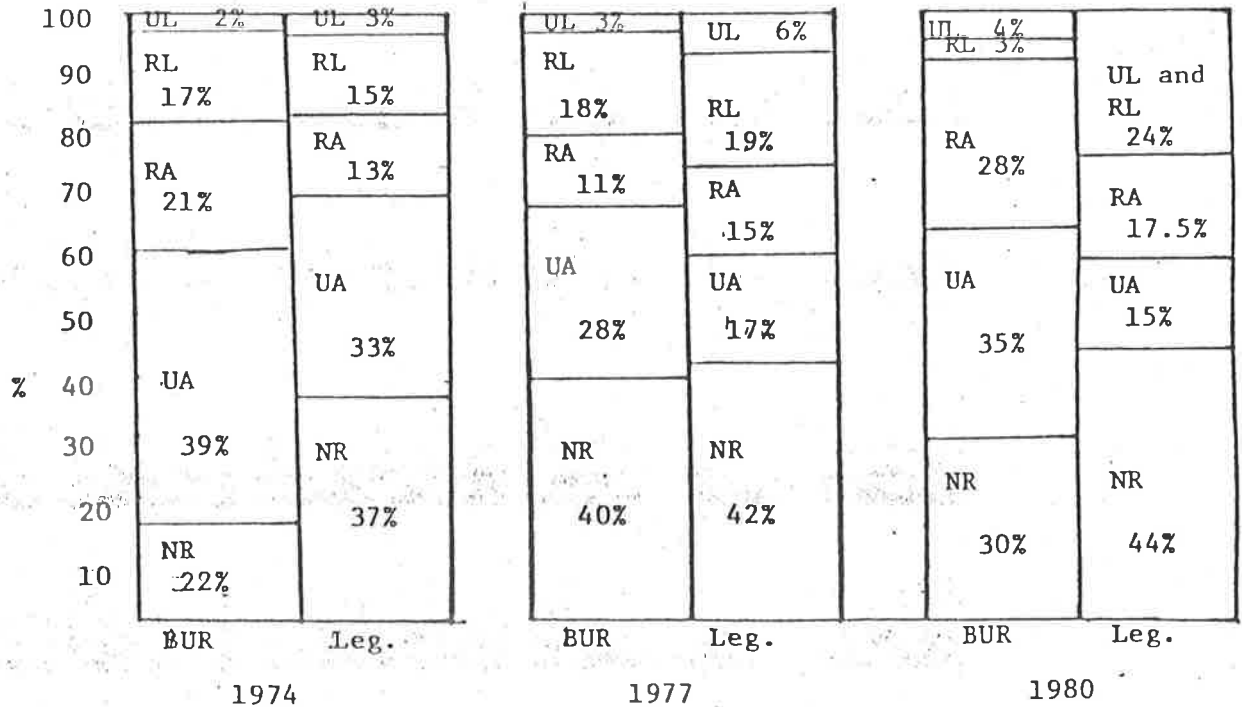 100
90
80
70
60
50
% 40
30
20
10
UL 2%
RL
17%
RA
21%
UA
39%
NR
22%
BUR
UL 3%
RL
15%
RA
13%
UA
33%
NR
37%
Leg.
1974
UL 3%
RL
18%
RA
11%
UA
28%
NR
40%
BUR
UL 6%
RL
19%
RA
15%
UA
17%
NR
42%
Leg.
1977
UL 4%
RL 3%
RA
28%
UA
35%
NR
30%
BUR
UL and
RL
24%
RA
17.5%
UA
15%
NR
44%
Leg.
1980